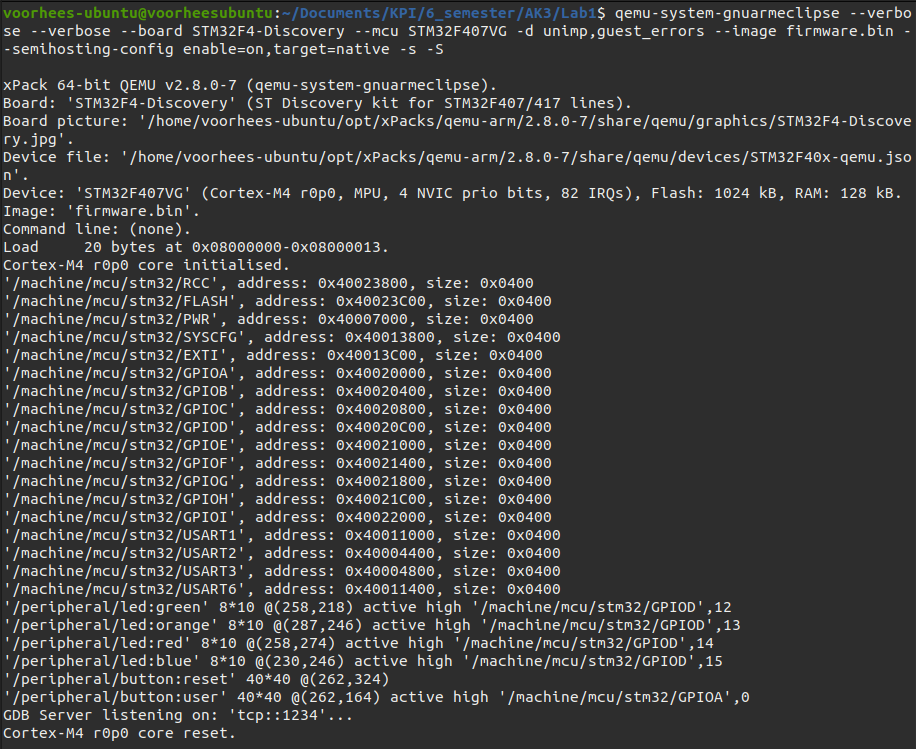 voorhees-ubuntu@voorheesubuntu:~/Documents/KPI/6_semester/AK3/Lab1$ qemu-system-gnuarmeclipse --verbo
se --verbose --board STM32F4-Discovery --mcu STM32F407VG -d unimp,guest_errors --image firmware.bin -
-semihosting-config enable=on,target=native -s -S
xPack 64-bit QEMU v2.8.0-7 (qemu-system-gnuarmeclipse).
Board: 'STM32F4-Discovery' (ST Discovery kit for STM32F407/417 lines).
Board picture: '/home/voorhees-ubuntu/opt/xPacks/qemu-arm/2.8.0-7/share/qemu/graphics/STM32F4-Discove
ry.jpg'.
Device file: '/home/voorhees-ubuntu/opt/xPacks/qemu-arm/2.8.0-7/share/qemu/devices/STM32F40x-qemu.jso
n'.
Device: 'STM32F407VG' (Cortex-M4 r0p0, MPU, 4 NVIC prio bits, 82 IRQs), Flash: 1024 kB, RAM: 128 kB.
Image: 'firmware.bin'.
Command line: (none).
Load     20 bytes at 0x08000000-0x08000013.
Cortex-M4 r0p0 core initialised.
'/machine/mcu/stm32/RCC', address: 0x40023800, size: 0x0400
'/machine/mcu/stm32/FLASH', address: 0x40023C00, size: 0x0400
'/machine/mcu/stm32/PWR', address: 0x40007000, size: 0x0400
'/machine/mcu/stm32/SYSCFG', address: 0x40013800, size: 0x0400
'/machine/mcu/stm32/EXTI', address: 0x40013C00, size: 0x0400
'/machine/mcu/stm32/GPIOA', address: 0x40020000, size: 0x0400
'/machine/mcu/stm32/GPIOB', address: 0x40020400, size: 0x0400
'/machine/mcu/stm32/GPIOC', address: 0x40020800, size: 0x0400
'/machine/mcu/stm32/GPIOD', address: 0x40020C00, size: 0x0400
'/machine/mcu/stm32/GPIOE', address: 0x40021000, size: 0x0400
'/machine/mcu/stm32/GPIOF', address: 0x40021400, size: 0x0400
'/machine/mcu/stm32/GPIOG', address: 0x40021800, size: 0x0400
'/machine/mcu/stm32/GPIOH', address: 0x40021C00, size: 0x0400
'/machine/mcu/stm32/GPIOI', address: 0x40022000, size: 0x0400
'/machine/mcu/stm32/USART1', address: 0x40011000, size: 0x0400
'/machine/mcu/stm32/USART2', address: 0x40004400, size: 0x0400
'/machine/mcu/stm32/USART3', address: 0x40004800, size: 0x0400
'/machine/mcu/stm32/USART6', address: 0x40011400, size: 0x0400
'/peripheral/led:green' 8*10 @(258,218) active high '/machine/mcu/stm32/GPIOD',12
'/peripheral/led:orange' 8*10 @(287,246) active high '/machine/mcu/stm32/GPIOD',13
'/peripheral/led:red' 8*10 @(258,274) active high '/machine/mcu/stm32/GPIOD',14
'/peripheral/led:blue' 8*10 @(230,246) active high '/machine/mcu/stm32/GPIOD',15
'/peripheral/button:reset' 40*40 @(262,324)
'/peripheral/button:user' 40*40 @(262,164) active high '/machine/mcu/stm32/GPIOA',0
GDB Server listening on: 'tcp::1234'...
Cortex-M4 r0p0 core reset.